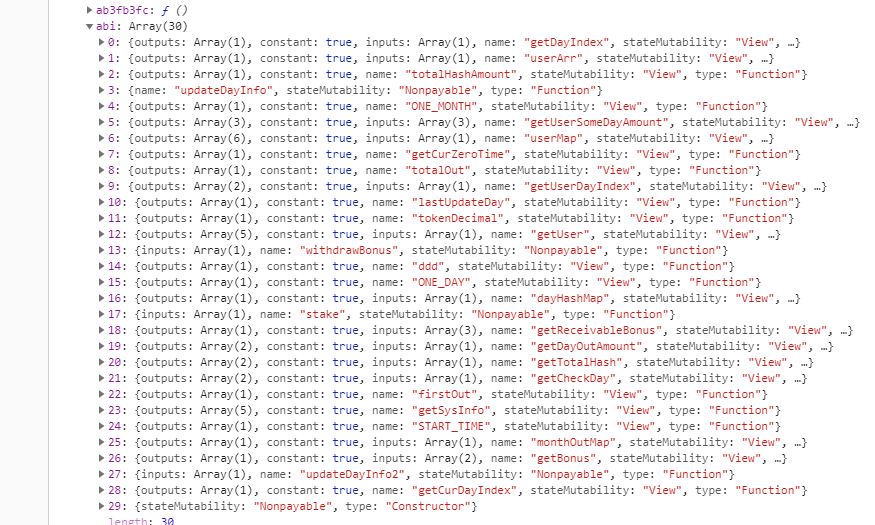 ab3fb3fc: ƒ ()
abi: Array(30)
0: {outputs: Array(1), constant: true, inputs: Array(1), name: "getDayIndex", stateMutability: "View", …}
1: {outputs: Array(1), constant: true, inputs: Array(1), name: "userArr", stateMutability: "View", …}
2: {outputs: Array(1), constant: true, name: "totalHashAmount", stateMutability: "View", type: "Function"}
3: {name: "updateDayInfo", stateMutability: "Nonpayable", type: "Function"}
4: {outputs: Array(1), constant: true, name: "ONE_MONTH", stateMutability: "View", type: "Function"}
5: {outputs: Array(3), constant: true, inputs: Array(3), name: "getUserSomeDayAmount", stateMutability: "View", …}
6: {outputs: Array(6), constant: true, inputs: Array(1), name: "userMap", stateMutability: "View", …}
7: {outputs: Array(1), constant: true, name: "getCurZeroTime", stateMutability: "View", type: "Function"}
8: {outputs: Array(1), constant: true, name: "totalOut", stateMutability: "View", type: "Function"}
9: {outputs: Array(2), constant: true, inputs: Array(1), name: "getUserDayIndex", stateMutability: "View", …}
10: {outputs: Array(1), constant: true, name: "lastUpdateDay", stateMutability: "View", type: "Function"}
11: {outputs: Array(1), constant: true, name: "tokenDecimal", stateMutability: "View", type: "Function"}
12: {outputs: Array(5), constant: true, inputs: Array(1), name: "getUser", stateMutability: "View", …}
13: {inputs: Array(1), name: "withdrawBonus", stateMutability: "Nonpayable", type: "Function"}
14: {outputs: Array(1), constant: true, name: "ddd", stateMutability: "View", type: "Function"}
15: {outputs: Array(1), constant: true, name: "ONE_DAY", stateMutability: "View", type: "Function"}
16: {outputs: Array(1), constant: true, inputs: Array(1), name: "dayHashMap", stateMutability: "View", …}
17: {inputs: Array(1), name: "stake", stateMutability: "Nonpayable", type: "Function"}
18: {outputs: Array(1), constant: true, inputs: Array(3), name: "getReceivableBonus", stateMutability: "View", …}
19: {outputs: Array(2), constant: true, inputs: Array(1), name: "getDayOutAmount", stateMutability: "View", …}
20: {outputs: Array(2), constant: true, inputs: Array(1), name: "getTotalHash", stateMutability: "View", …}
21: {outputs: Array(2), constant: true, inputs: Array(1), name: "getCheckDay", stateMutability: "View", …}
22: {outputs: Array(1), constant: true, name: "firstOut", stateMutability: "View", type: "Function"}
23: {outputs: Array(5), constant: true, name: "getSysInfo", stateMutability: "View", type: "Function"}
24: {outputs: Array(1), constant: true, name: "START_TIME", stateMutability: "View", type: "Function"}
25: {outputs: Array(1), constant: true, inputs: Array(1), name: "monthOutMap", stateMutability: "View", …}
26: {outputs: Array(1), constant: true, inputs: Array(2), name: "getBonus", stateMutability: "View", …}
27: {inputs: Array(1), name: "updateDayInfo2", stateMutability: "Nonpayable", type: "Function"}
28: {outputs: Array(1), constant: true, name: "getCurDayIndex", stateMutability: "View", type: "Function"}
29: {stateMutability: "Nonpayable", type: "Constructor"}
length: 30